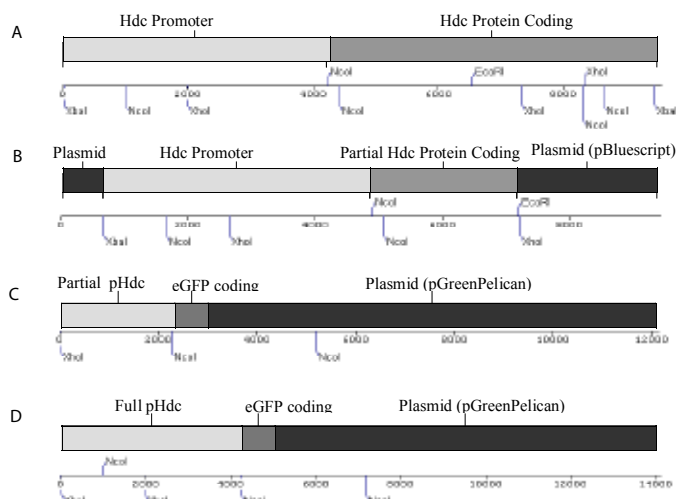 A
Hdc Promoter
Hdc Protein Coding
NcoI EcoRI XhoI
0 2000 4000 6000 8000
XbaI NcoI XhoI NcoI XhoI NcoI XbaI
NcoI
B
Plasmid Hdc Promoter Partial Hdc Protein Coding Plasmid (pBluescript)
NcoI EcoRI
0 2000 4000 6000 8000
XbaI NcoI XhoI NcoI XhoI
C
Partial pHdc eGFP coding Plasmid (pGreenPelican)
0 2000 4000 6000 8000 10000 12000
XhoI NcoI NcoI
D
Full pHdc eGFP coding Plasmid (pGreenPelican)
NcoI
0 2000 4000 6000 8000 10000 12000 14000